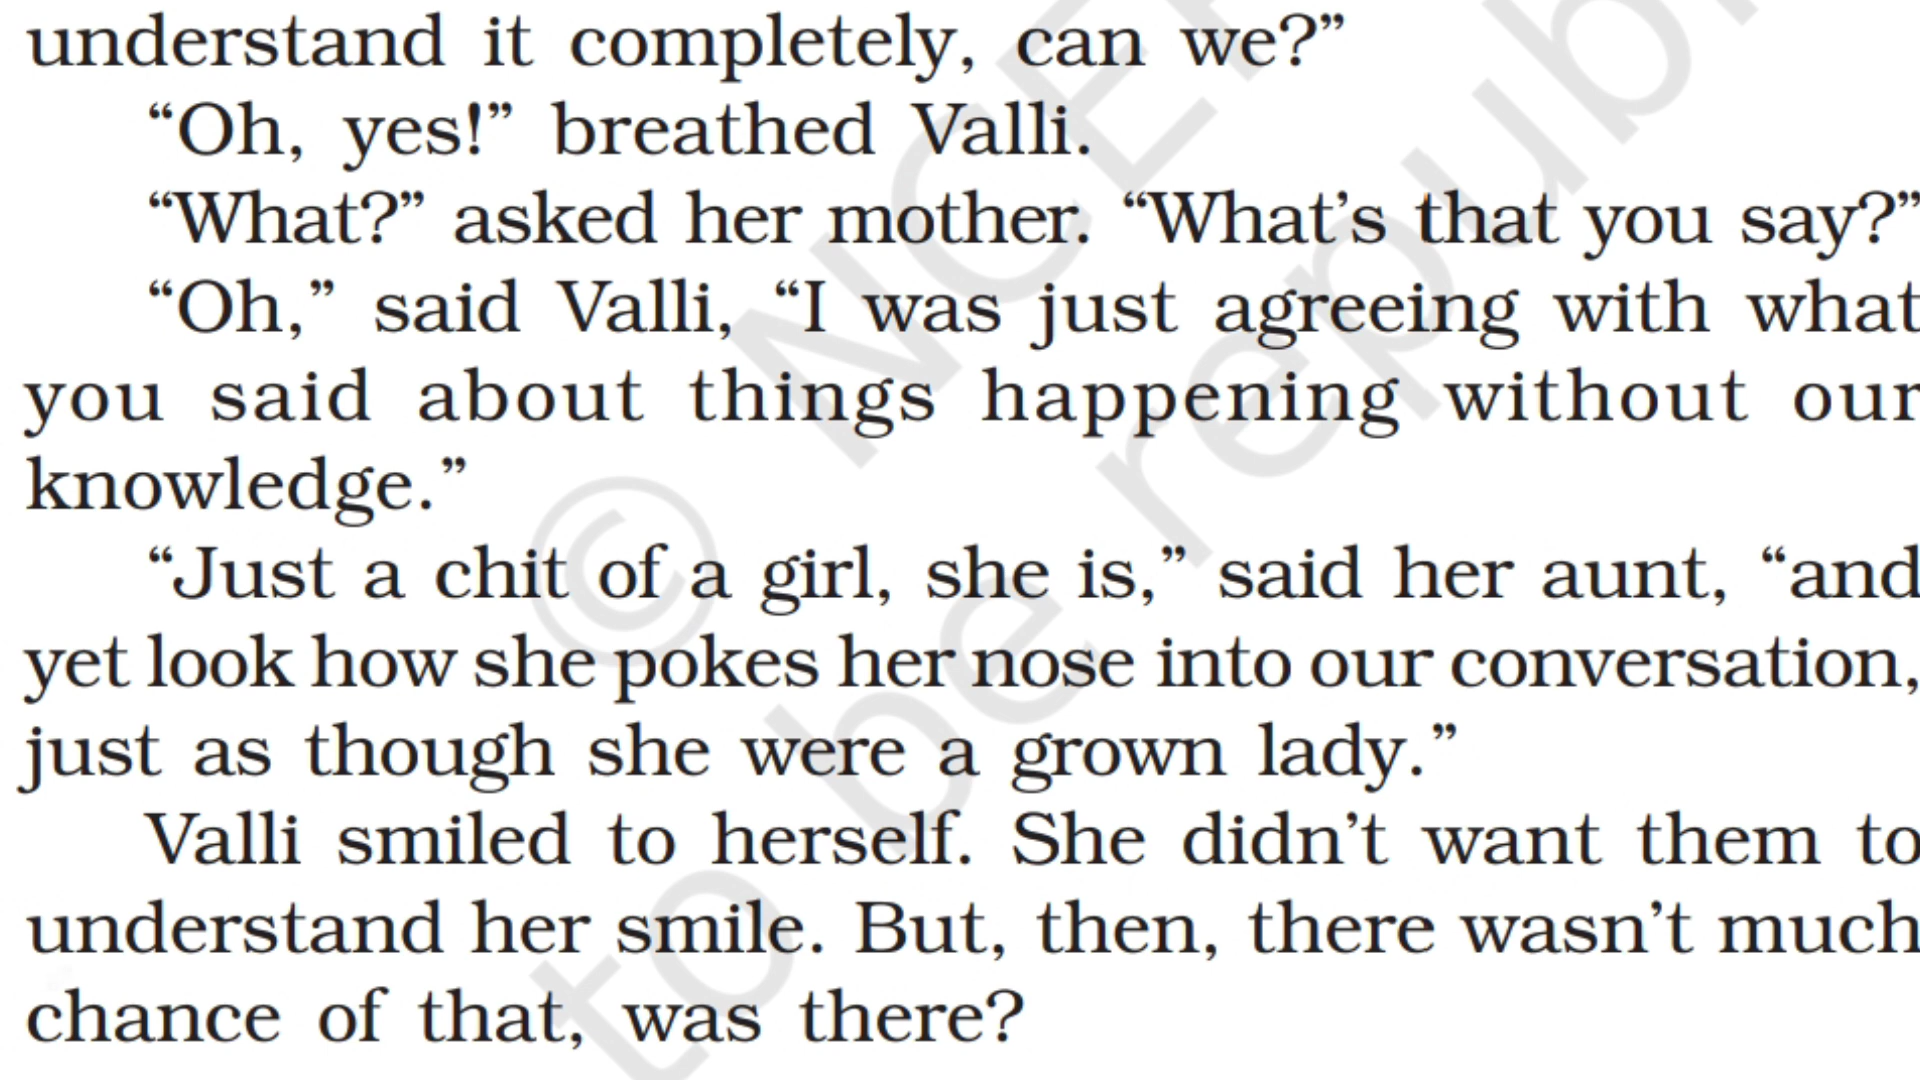 understand it completely, can we?”
“Oh, yes!” breathed Valli.
“What?” asked her mother. “What’s that you say?”
“Oh,” said Valli, “I was just agreeing with what
you said about things happening without our
knowledge.”
“Just a chit of a girl, she is,” said her aunt, “and
yet look how she pokes her nose into our conversation,
just as though she were a grown lady.”
Valli smiled to herself. She didn’t want them to
understand her smile. But, then, there wasn’t much
chance of that, was there?
© NCE
to be repub